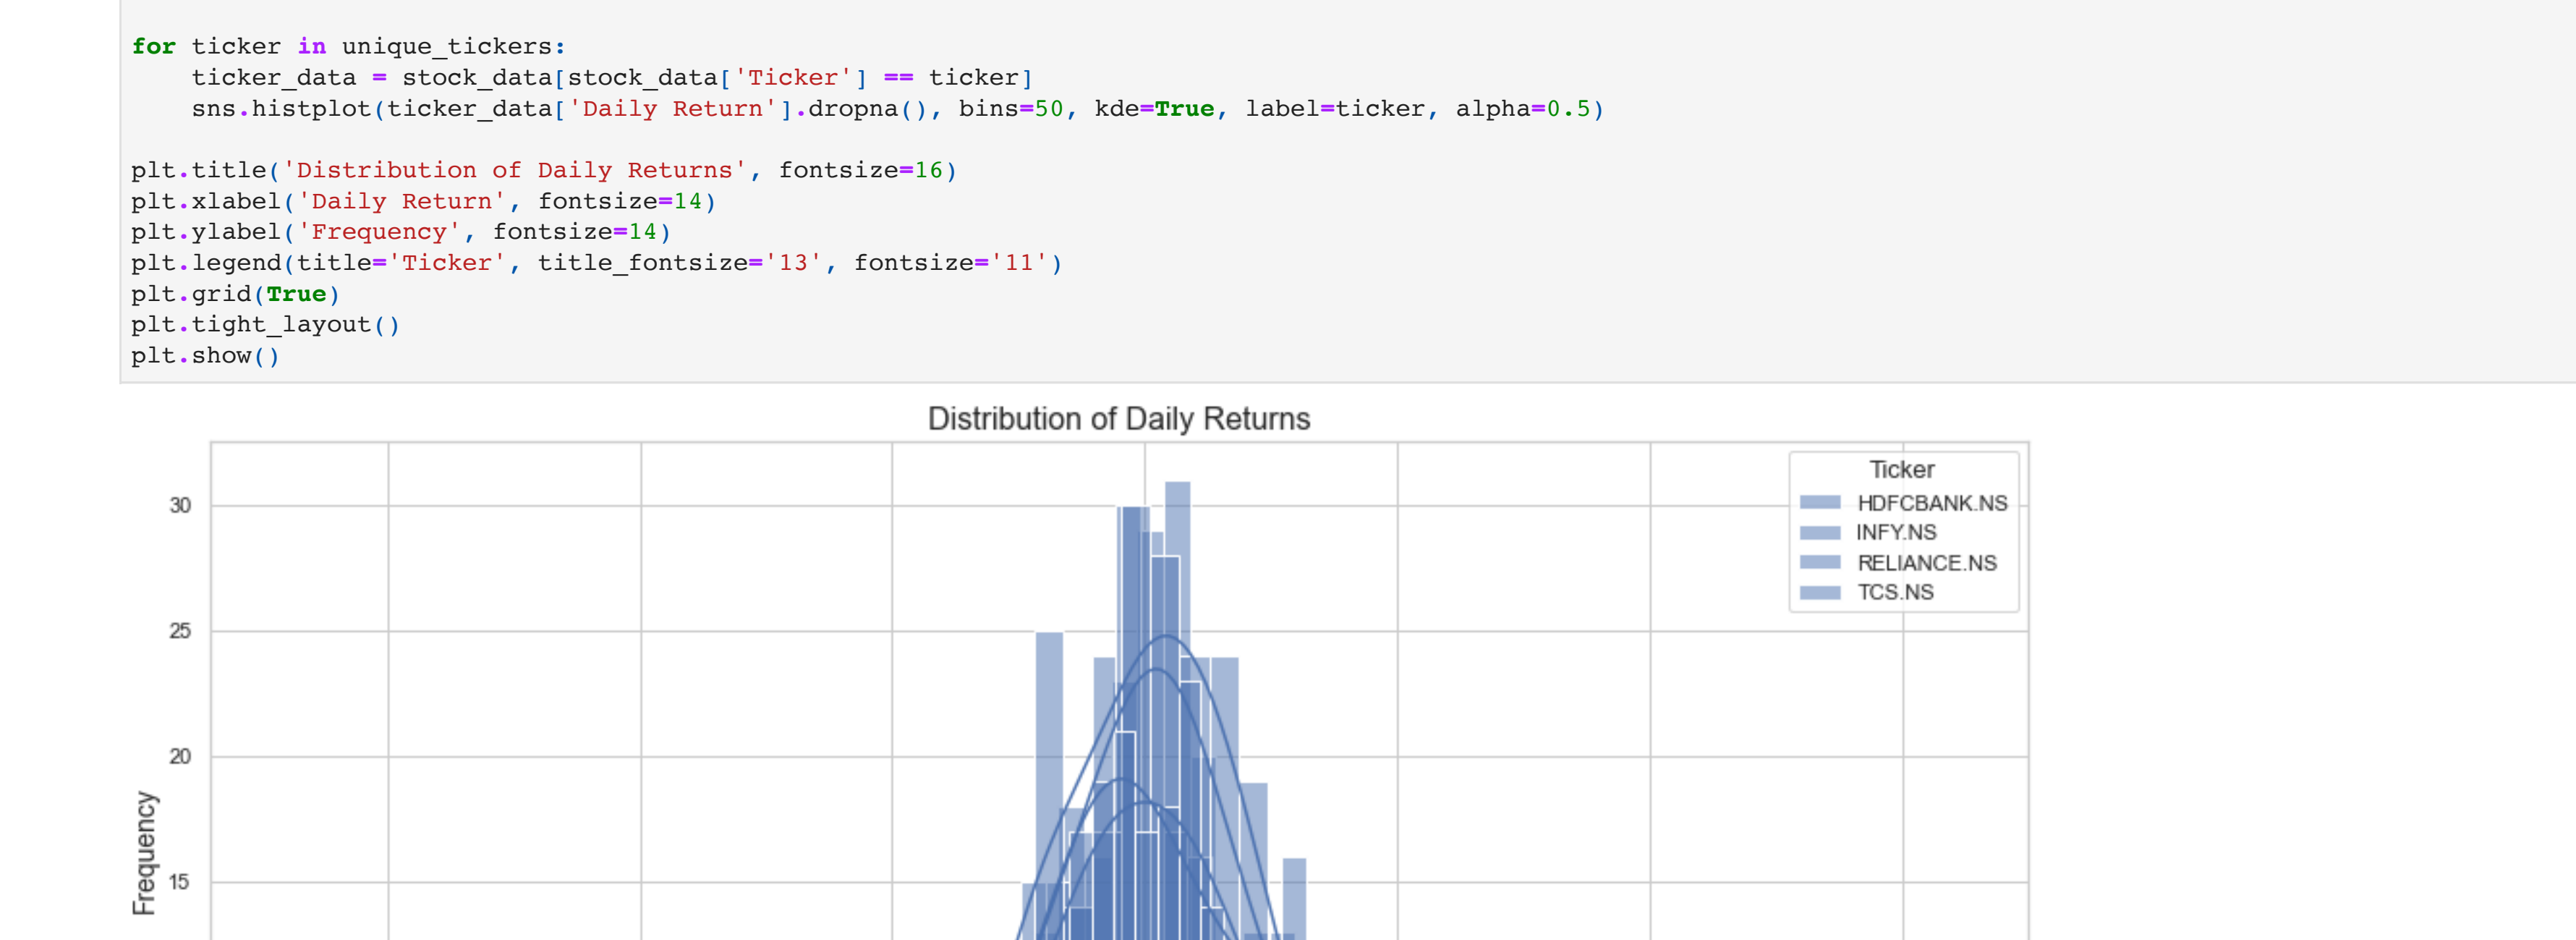 for ticker in unique_tickers:
    ticker_data = stock_data[stock_data['Ticker'] == ticker]
    sns.histplot(ticker_data['Daily Return'].dropna(), bins=50, kde=True, label=ticker, alpha=0.5)
plt.title('Distribution of Daily Returns', fontsize=16)
plt.xlabel('Daily Return', fontsize=14)
plt.ylabel('Frequency', fontsize=14)
plt.legend(title='Ticker', title_fontsize='13', fontsize='11')
plt.grid(True)
plt.tight_layout()
plt.show()
Distribution of Daily Returns
Ticker
HDFCBANK.NS
INFY.NS
RELIANCE.NS
TCS.NS
30
25
20
15
Frequency